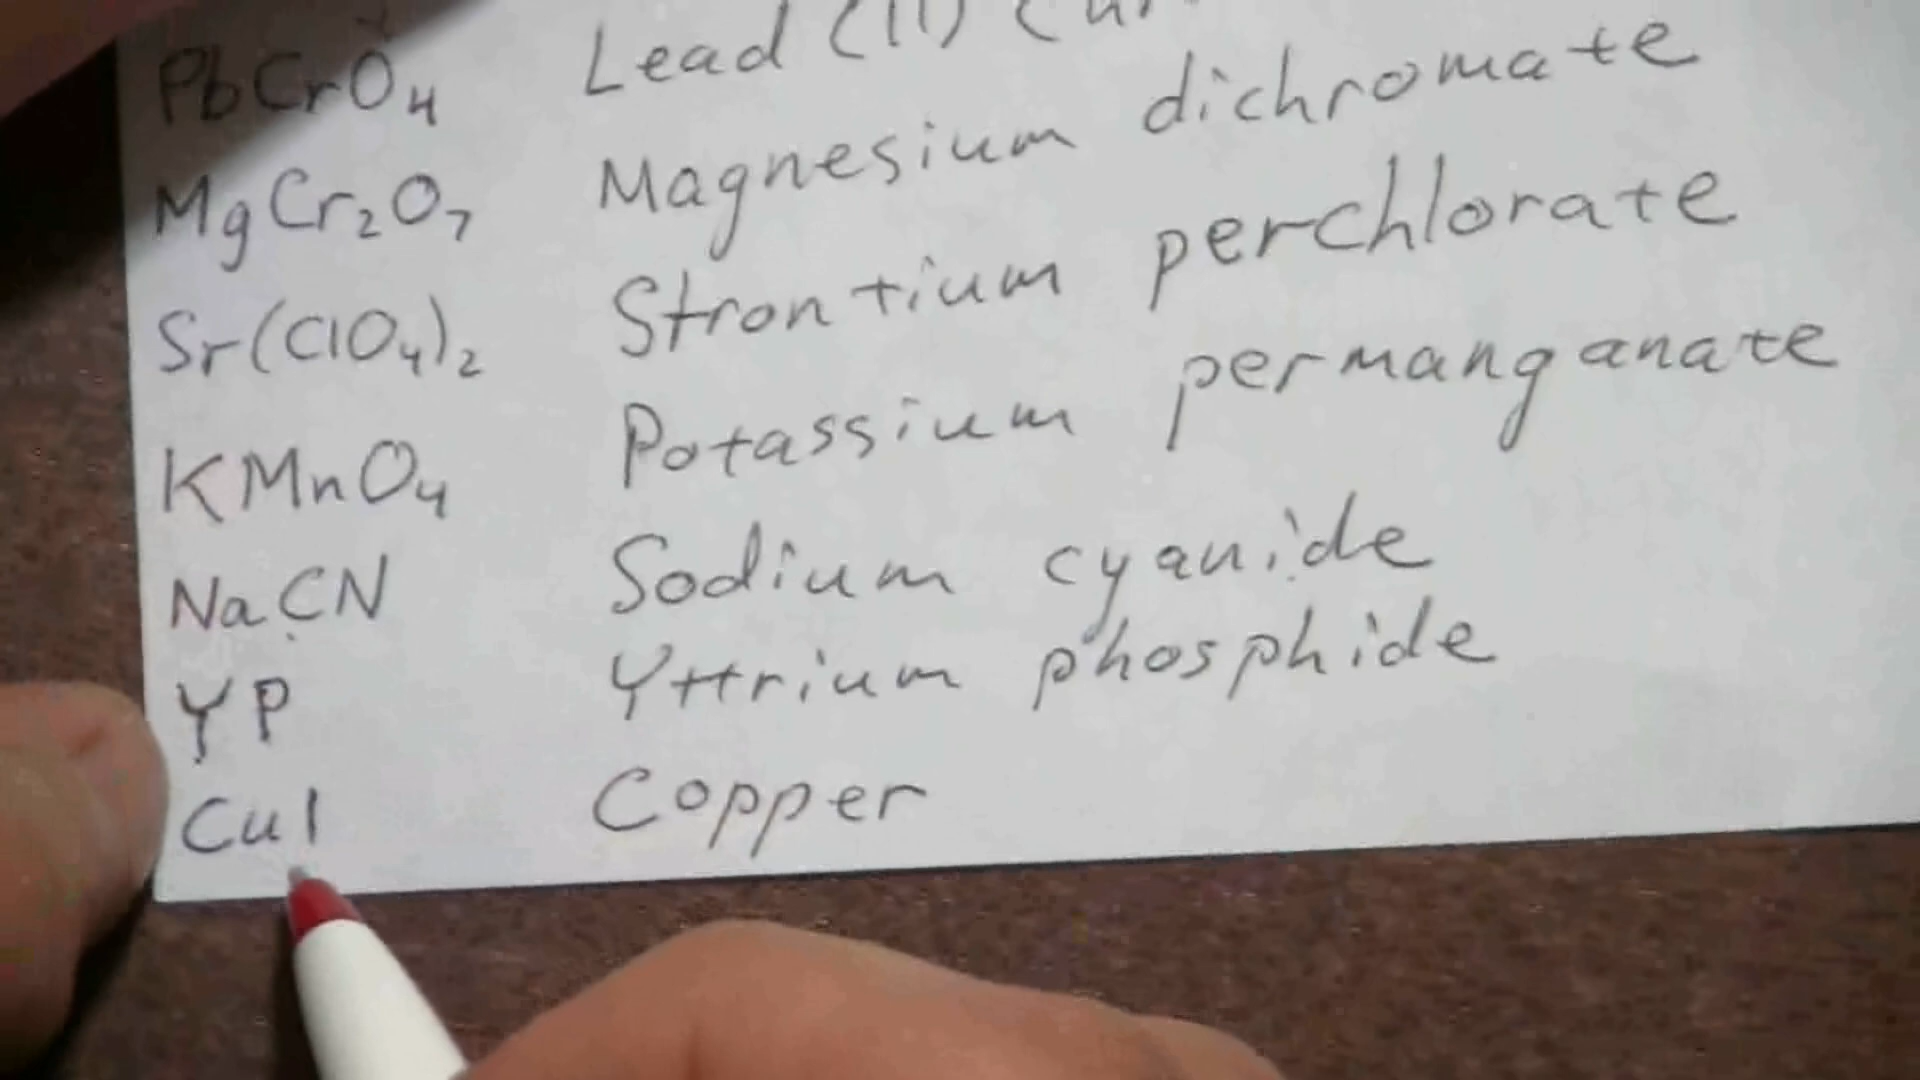 PbCrO4 Lead (II)
MgCr2O7 Magnesium dichromate
Sr(ClO4)2 Strontium perchlorate
KMnO4 Potassium permanganate
NaCN Sodium cyanide
YP Yttrium phosphide
CuI Copper